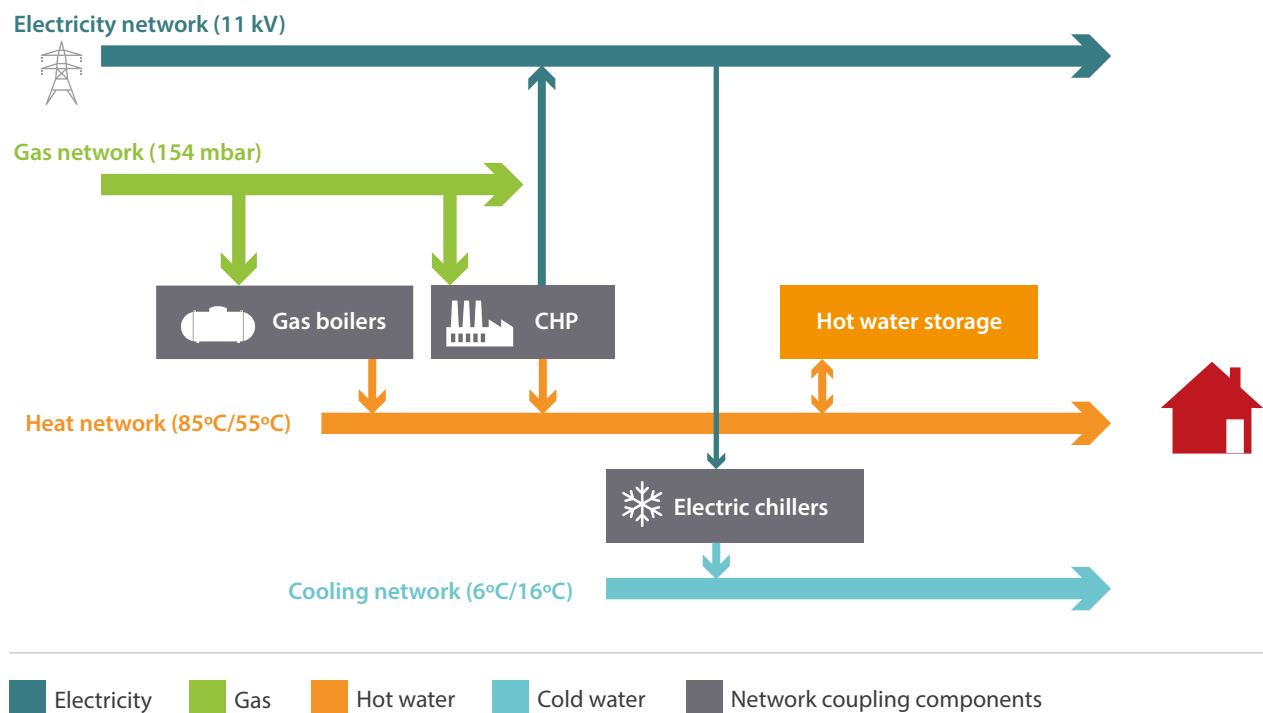 Electricity network (11 kV)
Gas network (154 mbar)
Gas boilers
CHP
Hot water storage
Heat network (85ºC/55ºC)
Electric chillers
Cooling network (6ºC/16ºC)
Electricity
Gas
Hot water
Cold water
Network coupling components